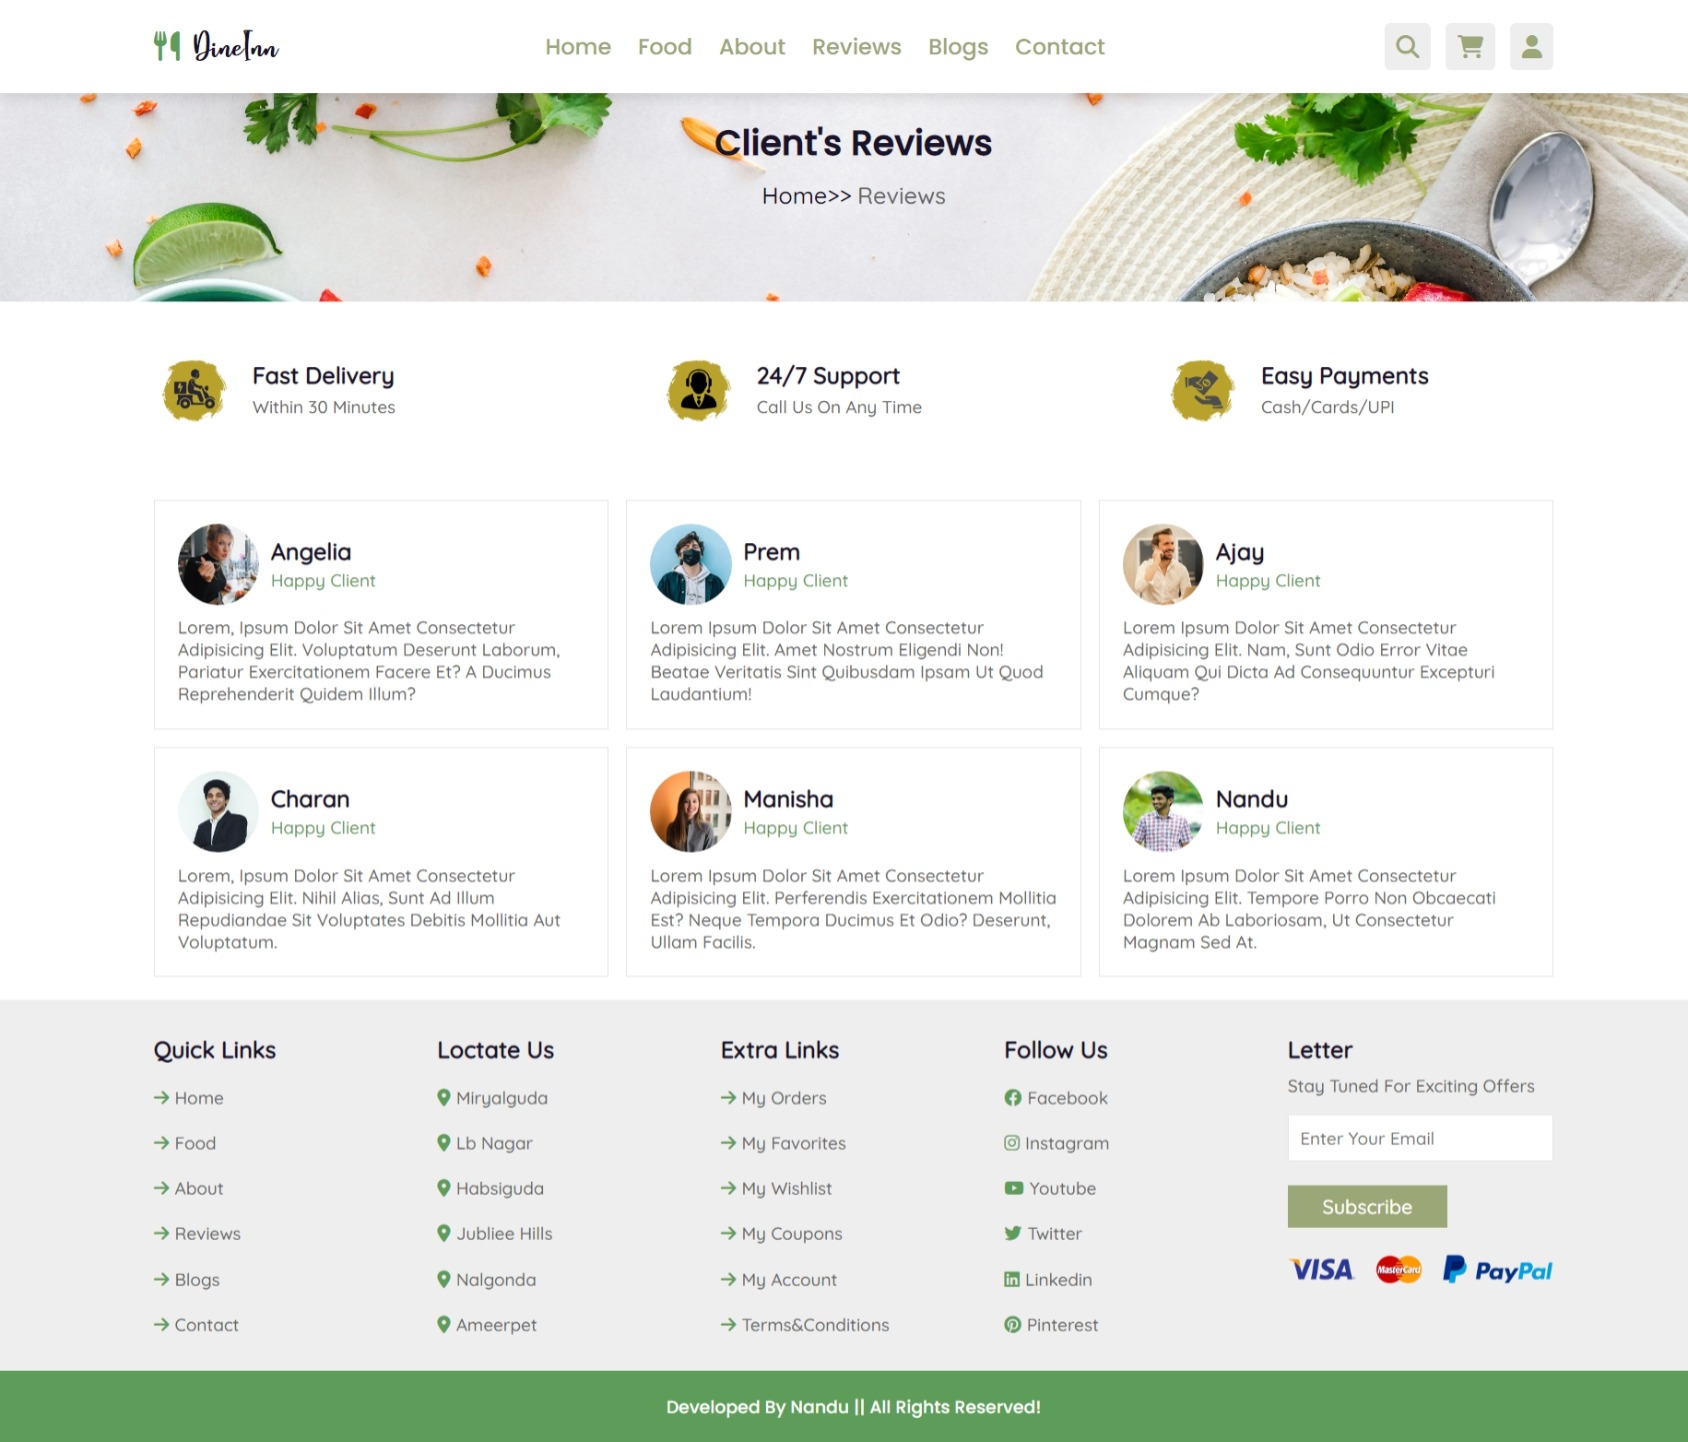 DineInn
Home Food About Reviews Blogs Contact
Client's Reviews
Home>> Reviews
Fast Delivery
Within 30 Minutes
24/7 Support
Call Us On Any Time
Easy Payments
Cash/Cards/UPI
Angelia
Happy Client
Lorem, Ipsum Dolor Sit Amet Consectetur
Adipisicing Elit. Voluptatum Deserunt Laborum,
Pariatur Exercitationem Facere Et? A Ducimus
Reprehenderit Quidem Illum?
Prem
Happy Client
Lorem Ipsum Dolor Sit Amet Consectetur
Adipisicing Elit. Amet Nostrum Eligendi Non!
Beatae Veritatis Sint Quibusdam Ipsam Ut Quod
Laudantium!
Ajay
Happy Client
Lorem Ipsum Dolor Sit Amet Consectetur
Adipisicing Elit. Nam, Sunt Odio Error Vitae
Aliquam Qui Dicta Ad Consequuntur Excepturi
Cumque?
Charan
Happy Client
Lorem, Ipsum Dolor Sit Amet Consectetur
Adipisicing Elit. Nihil Alias, Sunt Ad Illum
Repudiandae Sit Voluptates Debitis Mollitia Aut
Voluptatum.
Manisha
Happy Client
Lorem Ipsum Dolor Sit Amet Consectetur
Adipisicing Elit. Perferendis Exercitationem Mollitia
Est? Neque Tempora Ducimus Et Odio? Deserunt,
Ullam Facilis.
Nandu
Happy Client
Lorem Ipsum Dolor Sit Amet Consectetur
Adipisicing Elit. Tempore Porro Non Obcaecati
Dolorem Ab Laboriosam, Ut Consectetur
Magnam Sed At.
Quick Links
Home
Food
About
Reviews
Blogs
Contact
Loctate Us
Miryalguda
Lb Nagar
Habsiguda
Jubliee Hills
Nalgonda
Ameerpet
Extra Links
My Orders
My Favorites
My Wishlist
My Coupons
My Account
Terms&Conditions
Follow Us
Facebook
Instagram
Youtube
Twitter
Linkedin
Pinterest
Letter
Stay Tuned For Exciting Offers
Enter Your Email
Subscribe
VISA MasterCard PayPal
Developed By Nandu || All Rights Reserved!